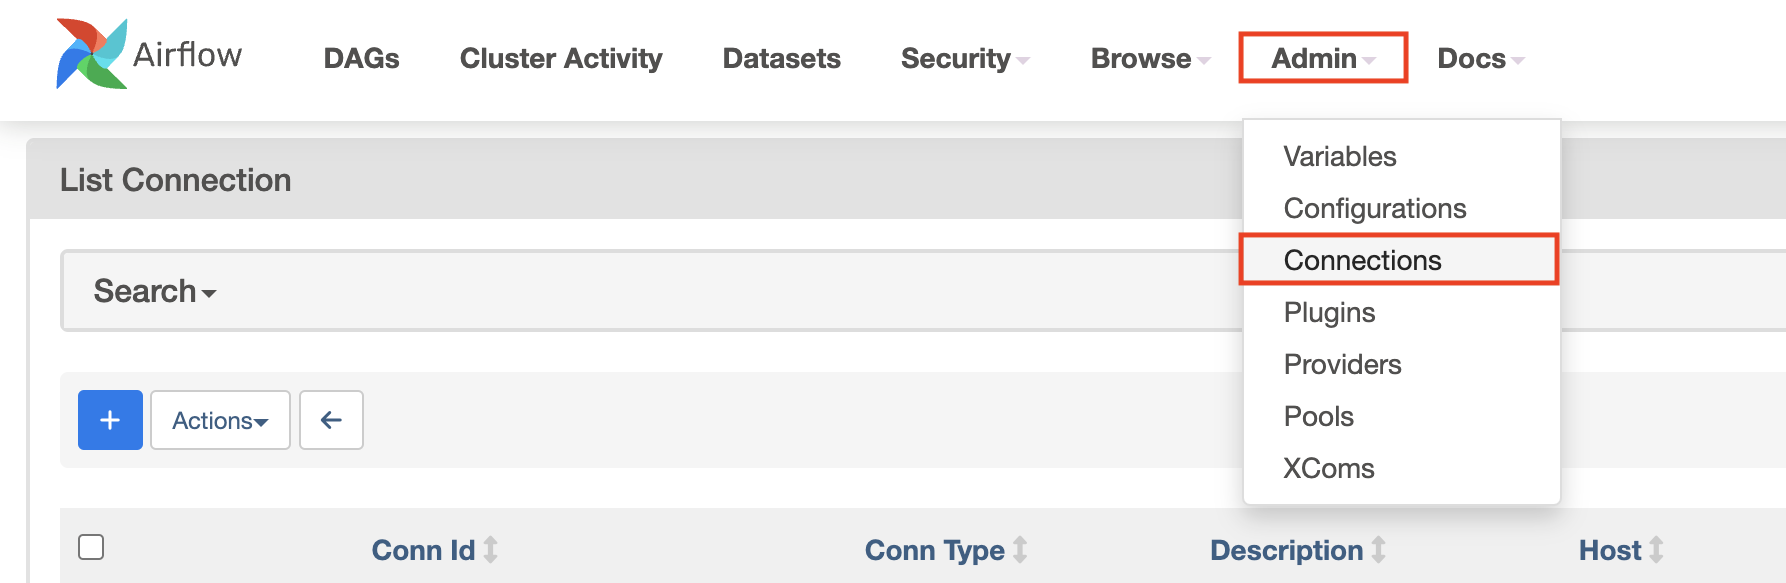 Airflow DAGs Cluster Activity Datasets Security Browse Admin Docs
List Connection
Search
Actions
Variables
Configurations
Connections
Plugins
Providers
Pools
XComs
Conn Id Conn Type Description Host